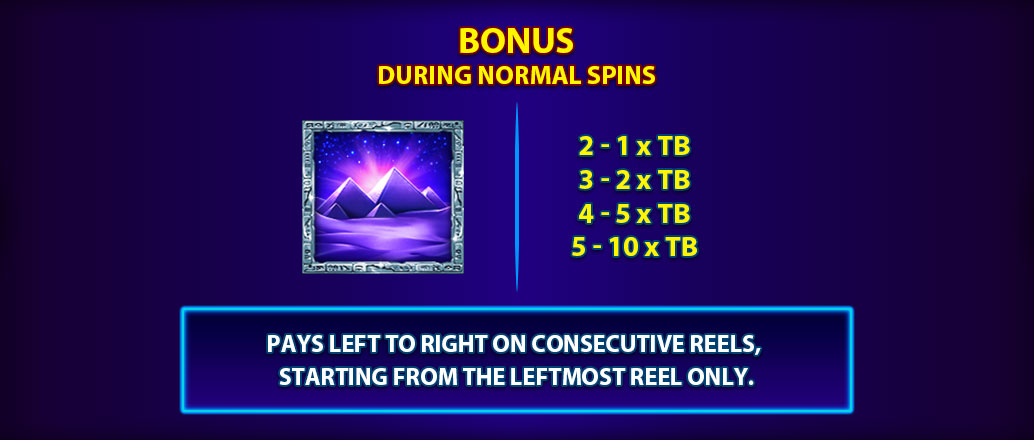 BONUS
DURING NORMAL SPINS
2 - 1 x TB
3 - 2 x TB
4 - 5 x TB
5 - 10 x TB
PAYS LEFT TO RIGHT ON CONSECUTIVE REELS,
STARTING FROM THE LEFTMOST REEL ONLY.